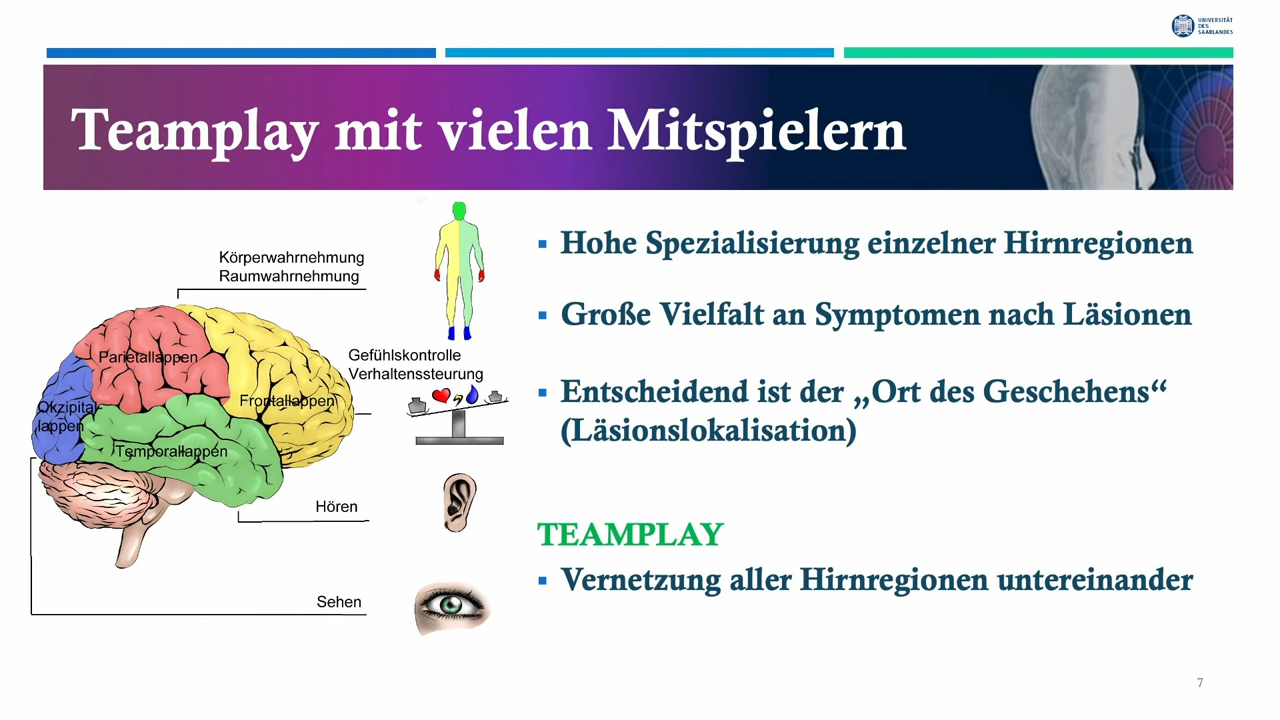 UNIVERSITÄT
DES
SAARLANDES
Teamplay mit vielen Mitspielern
Körperwahrnehmung
Raumwahrnehmung
Parietallappen
Gefühlskontrolle
Verhaltenssteuerung
Frontallappen
Okzipital-
lappen
Temporallappen
Hören
Sehen
▪ Hohe Spezialisierung einzelner Hirnregionen
▪ Große Vielfalt an Symptomen nach Läsionen
▪ Entscheidend ist der „Ort des Geschehens“
(Läsionslokalisation)
TEAMPLAY
▪ Vernetzung aller Hirnregionen untereinander
7